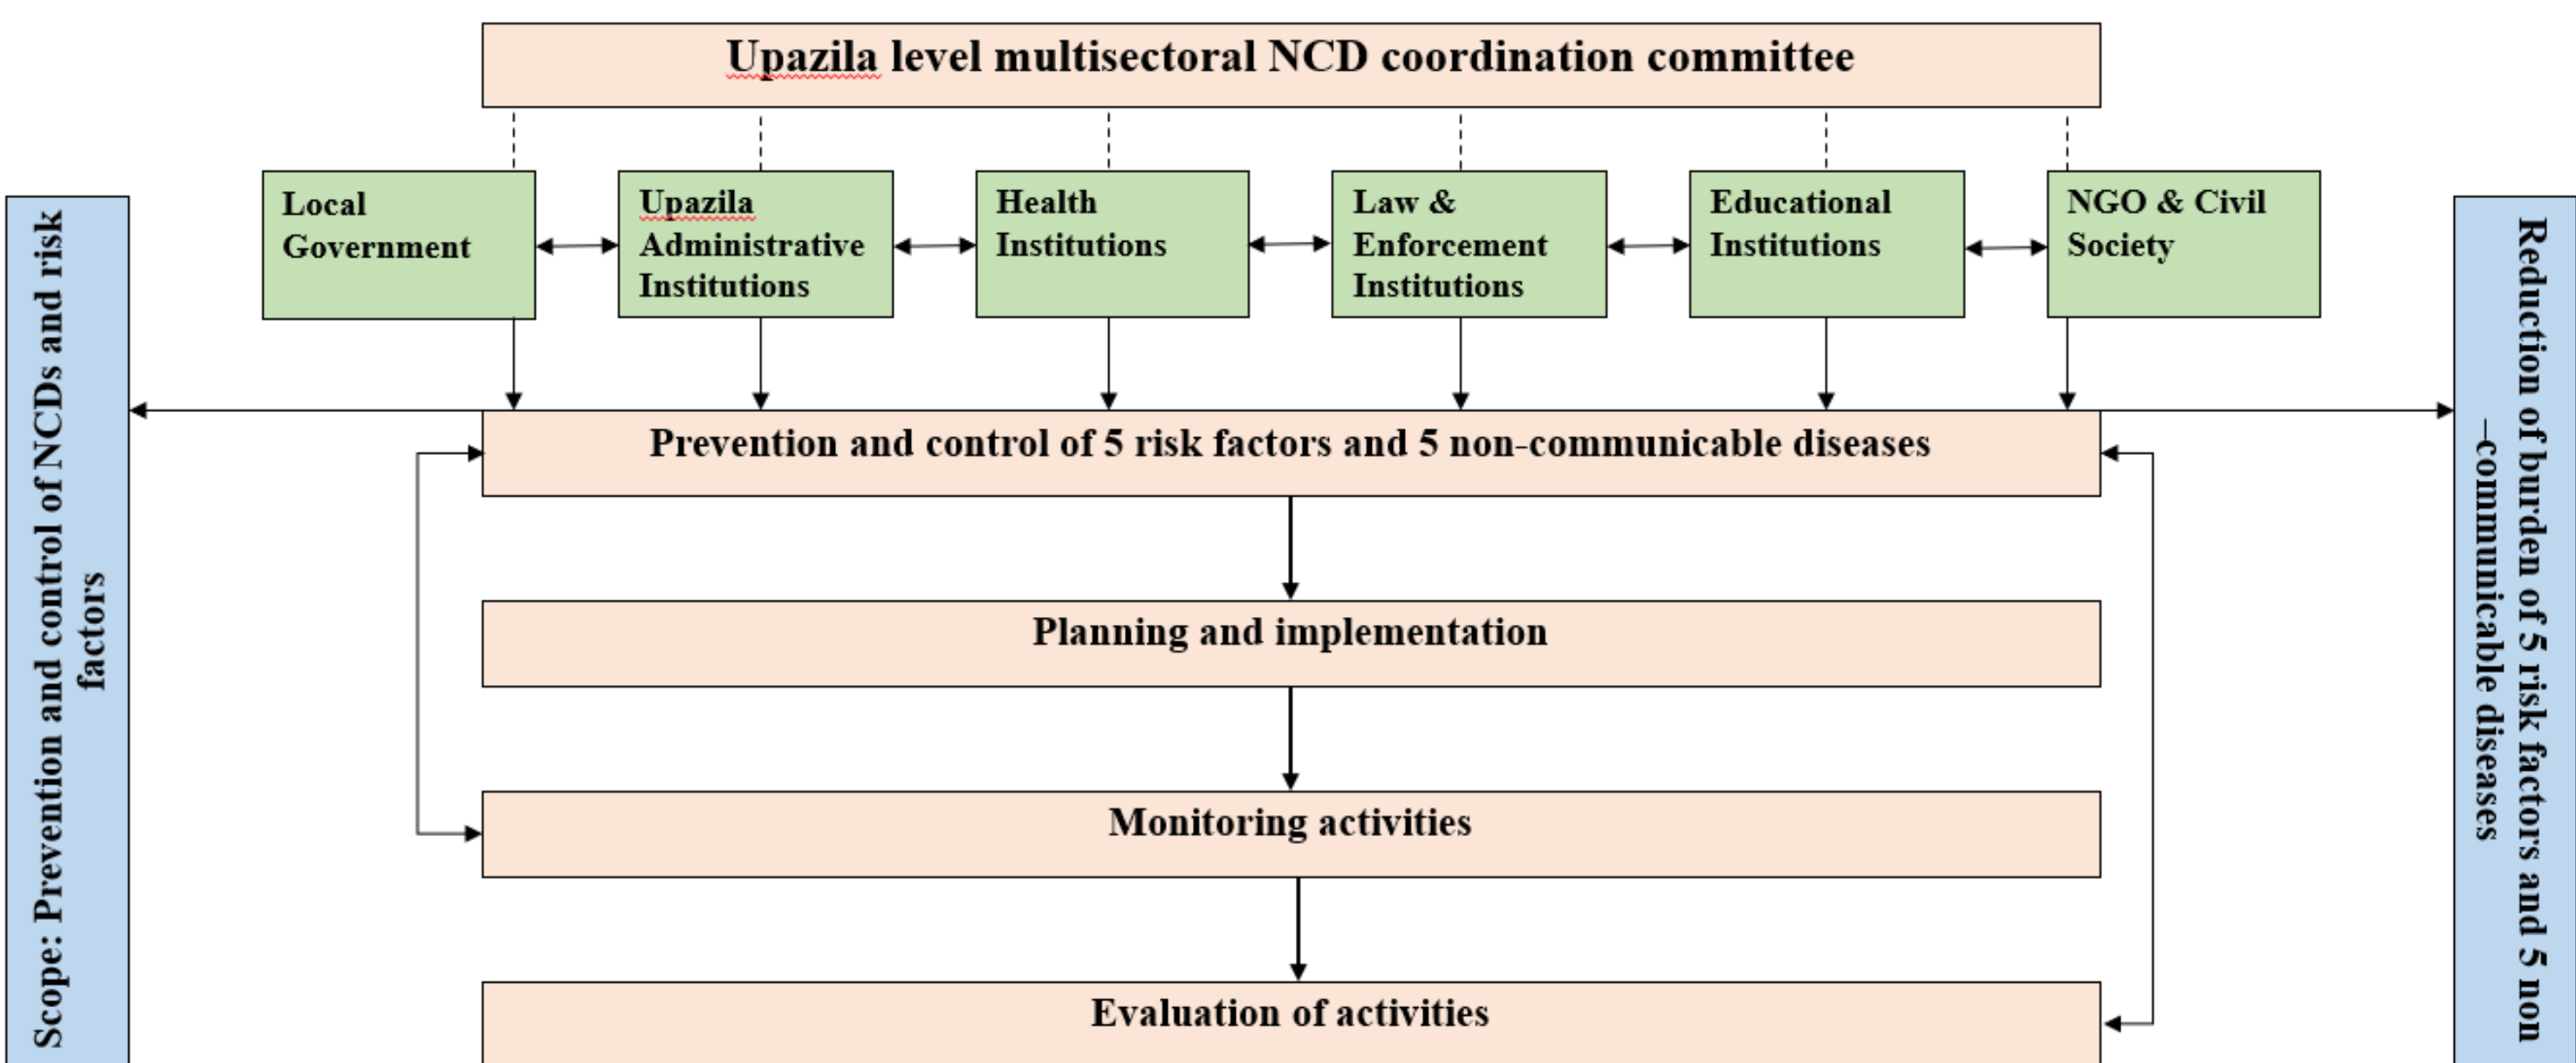 Upazila level multisectoral NCD coordination committee
Local
Government
Upazila
Administrative
Institutions
Health
Institutions
Law &
Enforcement
Institutions
Educational
Institutions
NGO & Civil
Society
Scope: Prevention and control of NCDs and risk
factors
Prevention and control of 5 risk factors and 5 non-communicable diseases
Planning and implementation
Monitoring activities
Evaluation of activities
Reduction of burden of 5 risk factors and 5 non
–communicable diseases